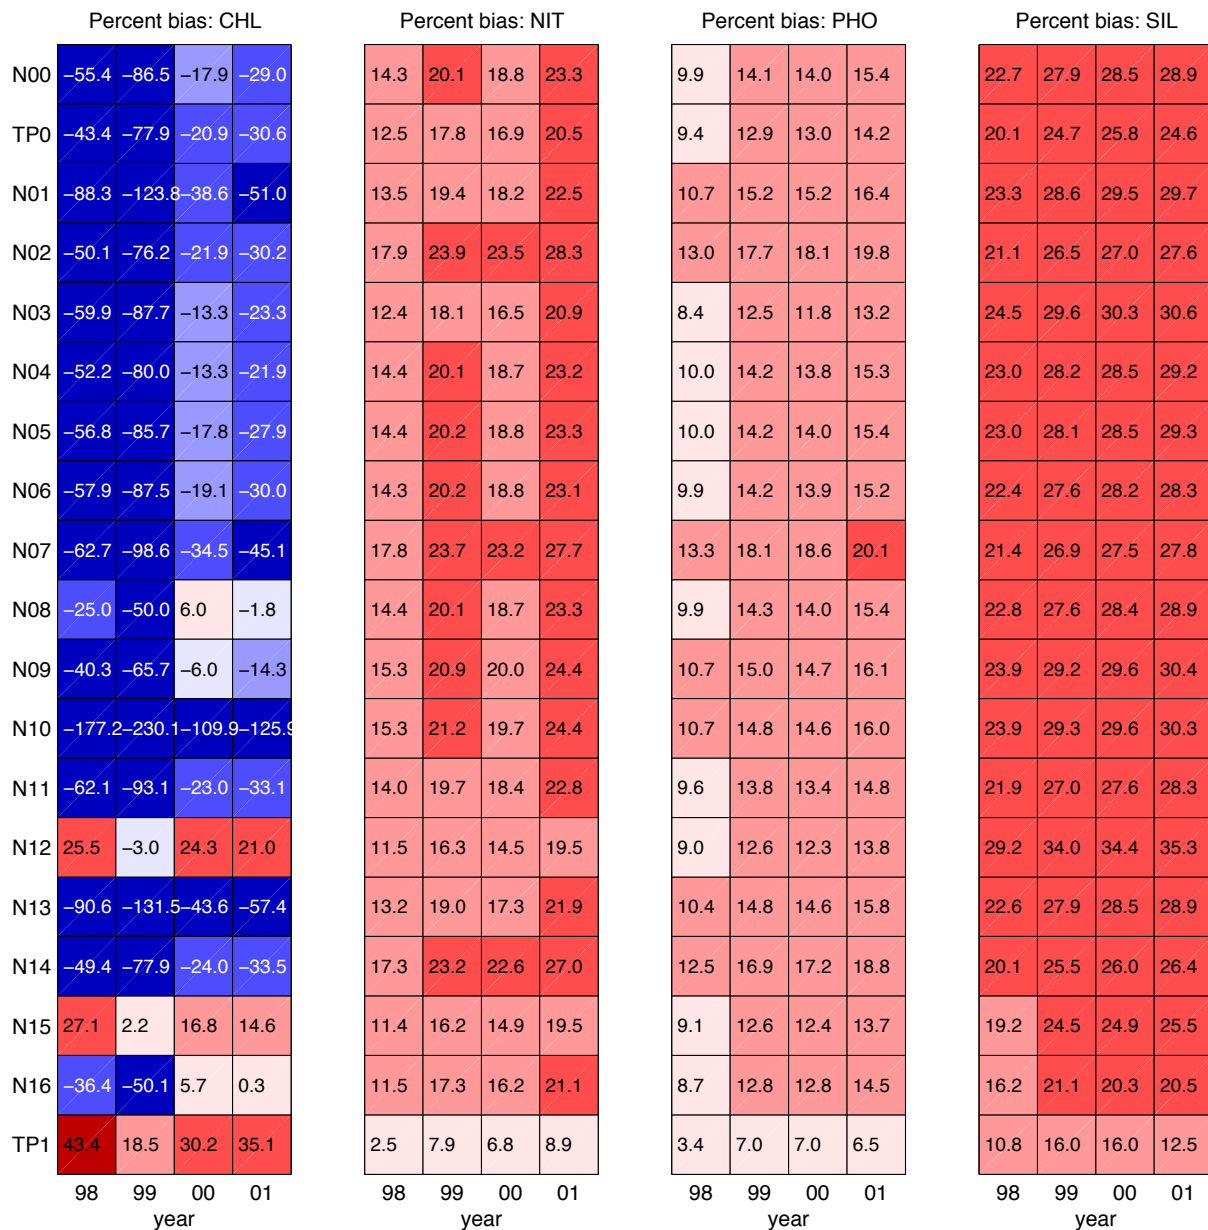 Percent bias: CHL Percent bias: NIT Percent bias: PHO Percent bias: SIL
N00 −55.4 −86.5 −17.9 −29.0 14.3 20.1 18.8 23.3 9.9 14.1 14.0 15.4 22.7 27.9 28.5 28.9
TP0 −43.4 −77.9 −20.9 −30.6 12.5 17.8 16.9 20.5 9.4 12.9 13.0 14.2 20.1 24.7 25.8 24.6
N01 −88.3 −123.8 −38.6 −51.0 13.5 19.4 18.2 22.5 10.7 15.2 15.2 16.4 23.3 28.6 29.5 29.7
N02 −50.1 −76.2 −21.9 −30.2 17.9 23.9 23.5 28.3 13.0 17.7 18.1 19.8 21.1 26.5 27.0 27.6
N03 −59.9 −87.7 −13.3 −23.3 12.4 18.1 16.5 20.9 8.4 12.5 11.8 13.2 24.5 29.6 30.3 30.6
N04 −52.2 −80.0 −13.3 −21.9 14.4 20.1 18.7 23.2 10.0 14.2 13.8 15.3 23.0 28.2 28.5 29.2
N05 −56.8 −85.7 −17.8 −27.9 14.4 20.2 18.8 23.3 10.0 14.2 14.0 15.4 23.0 28.1 28.5 29.3
N06 −57.9 −87.5 −19.1 −30.0 14.3 20.2 18.8 23.1 9.9 14.2 13.9 15.2 22.4 27.6 28.2 28.3
N07 −62.7 −98.6 −34.5 −45.1 17.8 23.7 23.2 27.7 13.3 18.1 18.6 20.1 21.4 26.9 27.5 27.8
N08 −25.0 −50.0 6.0 −1.8 14.4 20.1 18.7 23.3 9.9 14.3 14.0 15.4 22.8 27.6 28.4 28.9
N09 −40.3 −65.7 −6.0 −14.3 15.3 20.9 20.0 24.4 10.7 15.0 14.7 16.1 23.9 29.2 29.6 30.4
N10 −177.2 −230.1 −109.9 −125.9 15.3 21.2 19.7 24.4 10.7 14.8 14.6 16.0 23.9 29.3 29.6 30.3
N11 −62.1 −93.1 −23.0 −33.1 14.0 19.7 18.4 22.8 9.6 13.8 13.4 14.8 21.9 27.0 27.6 28.3
N12 25.5 −3.0 24.3 21.0 11.5 16.3 14.5 19.5 9.0 12.6 12.3 13.8 29.2 34.0 34.4 35.3
N13 −90.6 −131.5 −43.6 −57.4 13.2 19.0 17.3 21.9 10.4 14.8 14.6 15.8 22.6 27.9 28.5 28.9
N14 −49.4 −77.9 −24.0 −33.5 17.3 23.2 22.6 27.0 12.5 16.9 17.2 18.8 20.1 25.5 26.0 26.4
N15 27.1 2.2 16.8 14.6 11.4 16.2 14.9 19.5 9.1 12.6 12.4 13.7 19.2 24.5 24.9 25.5
N16 −36.4 −50.1 5.7 0.3 11.5 17.3 16.2 21.1 8.7 12.8 12.8 14.5 16.2 21.1 20.3 20.5
TP1 43.4 18.5 30.2 35.1 2.5 7.9 6.8 8.9 3.4 7.0 7.0 6.5 10.8 16.0 16.0 12.5
98 99 00 01 98 99 00 01 98 99 00 01 98 99 00 01
year year year year